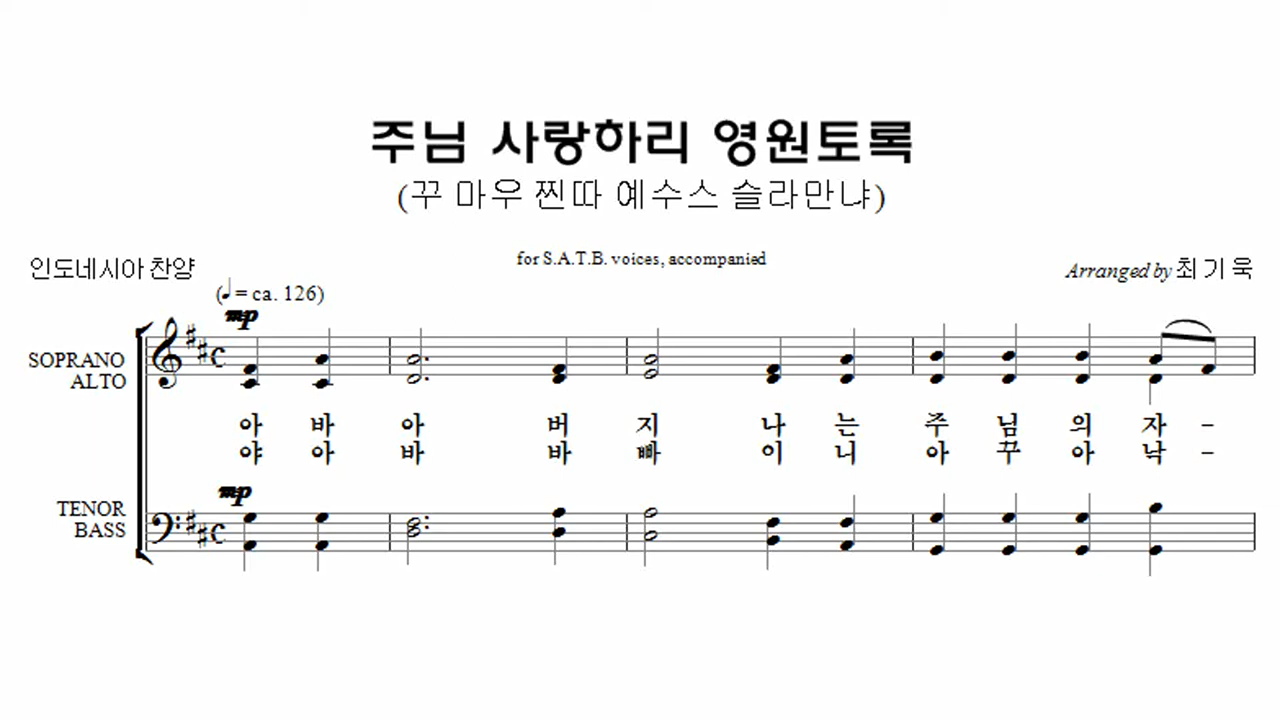 주님 사랑하리 영원토록
(꾸 마우 찐따 예수스 슬라만냐)
for S.A.T.B. voices, accompanied
인도네시아 찬양
Arranged by 최 기 욱
(♩= ca. 126)
mp
SOPRANO
ALTO
아 바 아 버 지 나 는 주 님 의 자 -
야 아 바 바 빠 이 니 아 꾸 아 낙 -
mp
TENOR
BASS